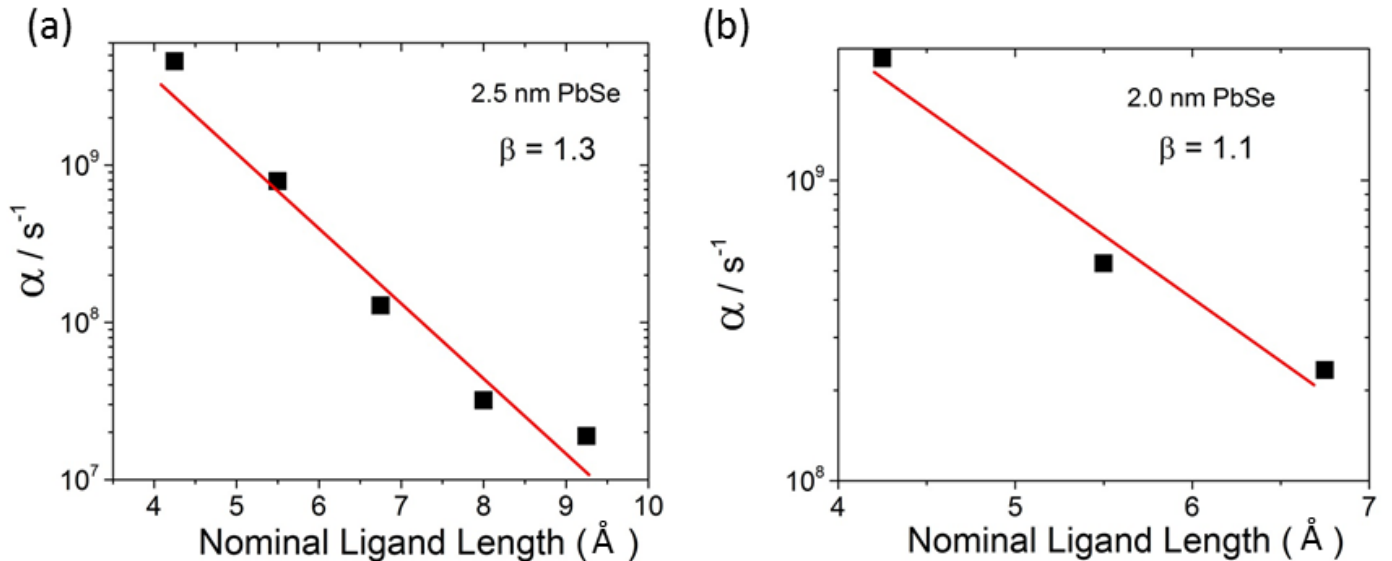 (a)
2.5 nm PbSe
β = 1.3
10⁹
10⁸
10⁷
α / s⁻¹
4 5 6 7 8 9 10
Nominal Ligand Length ( Å )
(b)
2.0 nm PbSe
β = 1.1
10⁹
10⁸
α / s⁻¹
4 5 6 7
Nominal Ligand Length ( Å )